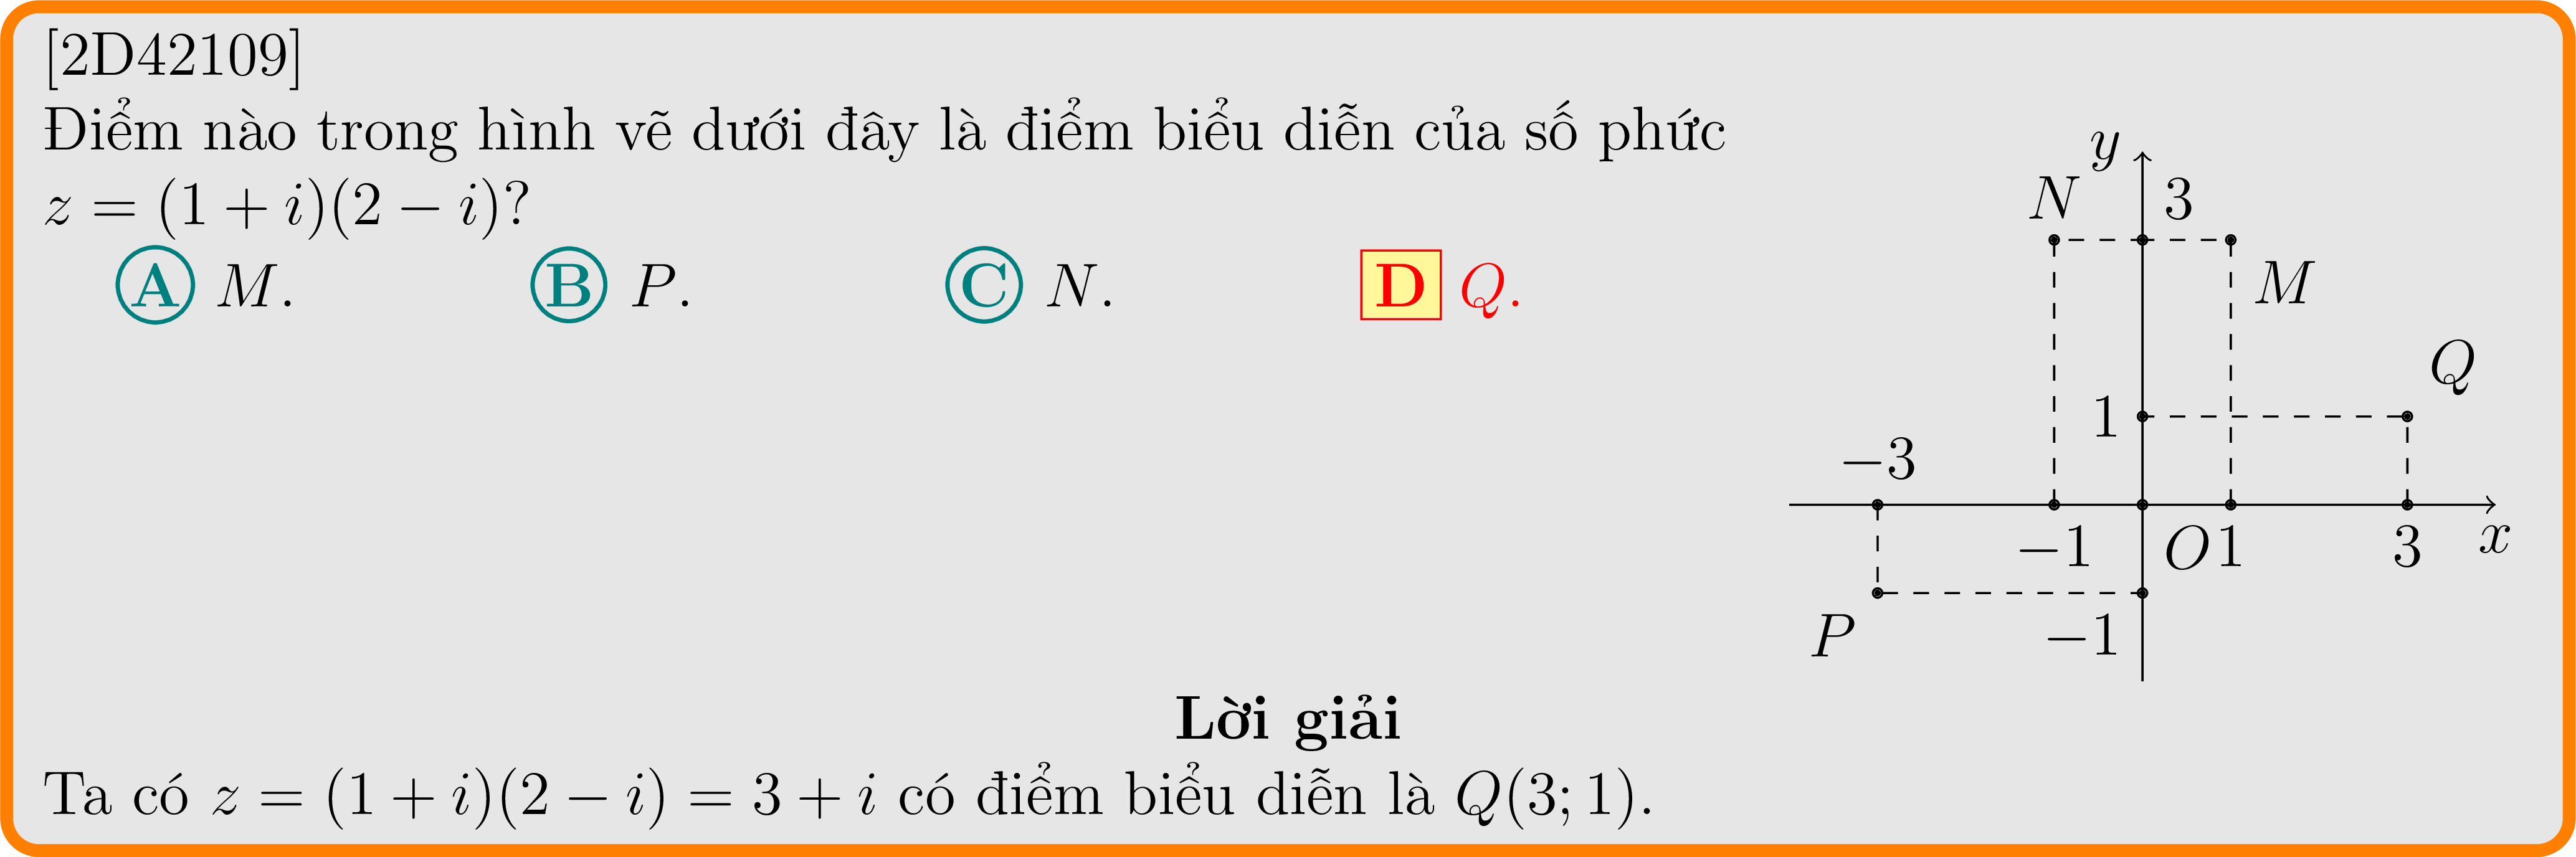 [2D42109]
Điểm nào trong hình vẽ dưới đây là điểm biểu diễn của số phức
z = (1 + i)(2 − i)?
A M.
B P.
C N.
D Q.
y
N 3
M
Q
1
−3
−1 O 1 3 x
P −1
Lời giải
Ta có z = (1 + i)(2 − i) = 3 + i có điểm biểu diễn là Q(3; 1).